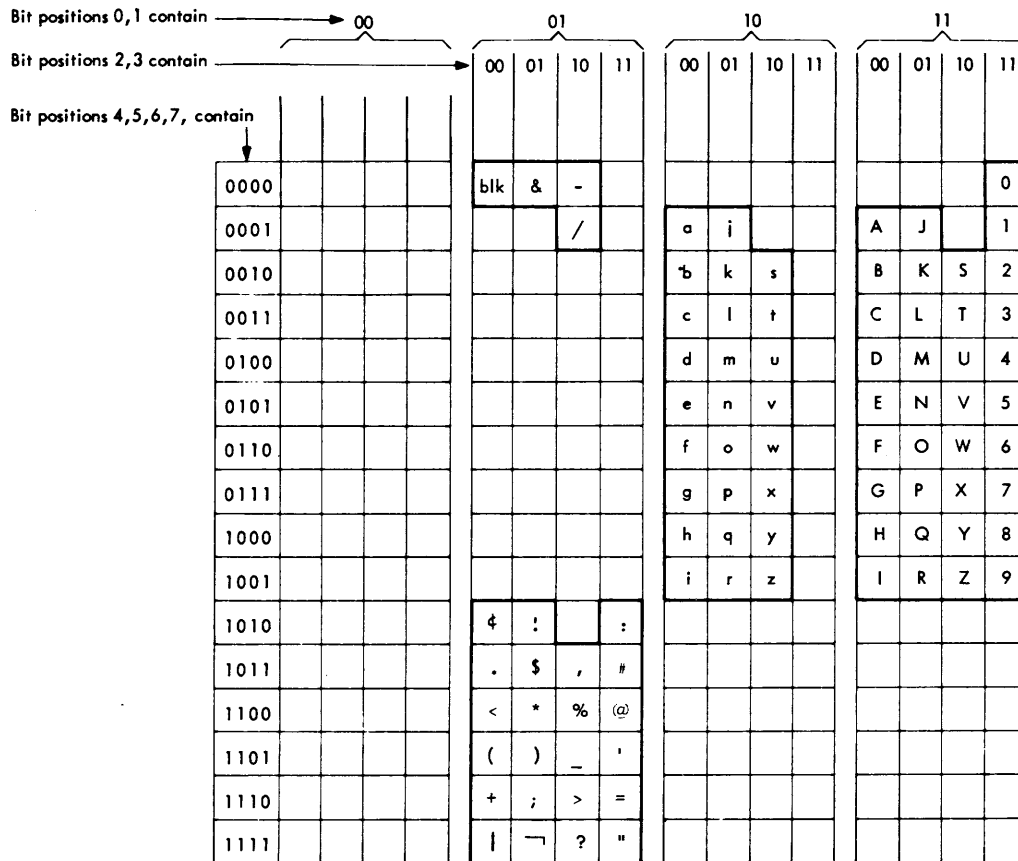 Bit positions 0,1 contain 00 01 10 11
Bit positions 2,3 contain 00 01 10 11 00 01 10 11 00 01 10 11
Bit positions 4,5,6,7, contain
0000 blk & - 0
0001 / a j A J 1
0010 b k s B K S 2
0011 c l t C L T 3
0100 d m u D M U 4
0101 e n v E N V 5
0110 f o w F O W 6
0111 g p x G P X 7
1000 h q y H Q Y 8
1001 i r z I R Z 9
1010 ¢ ! :
1011 . $ , #
1100 < * % @
1101 ( ) _ '
1110 + ; > =
1111 | ¬ ? "